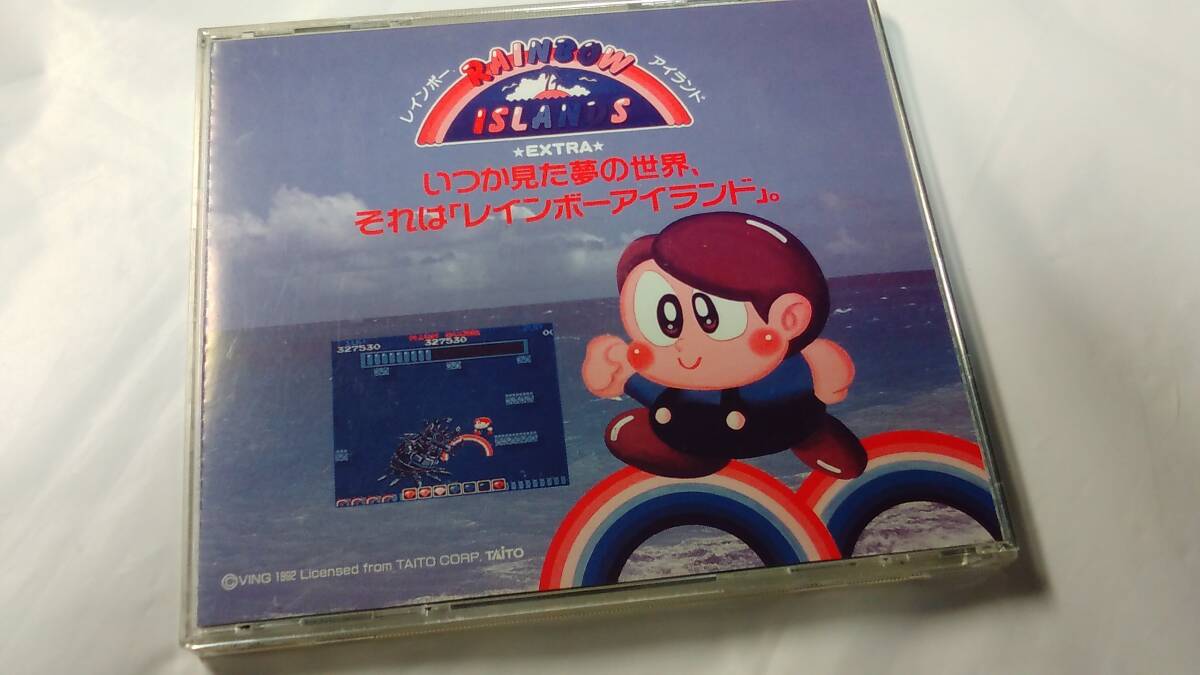 レインボー
アイランド
RAINBOW
ISLANDS
★EXTRA★
いつか見た夢の世界、
それは「レインボーアイランド」。
327530
327530
©VING 1992 Licensed from TAITO CORP. TAITO